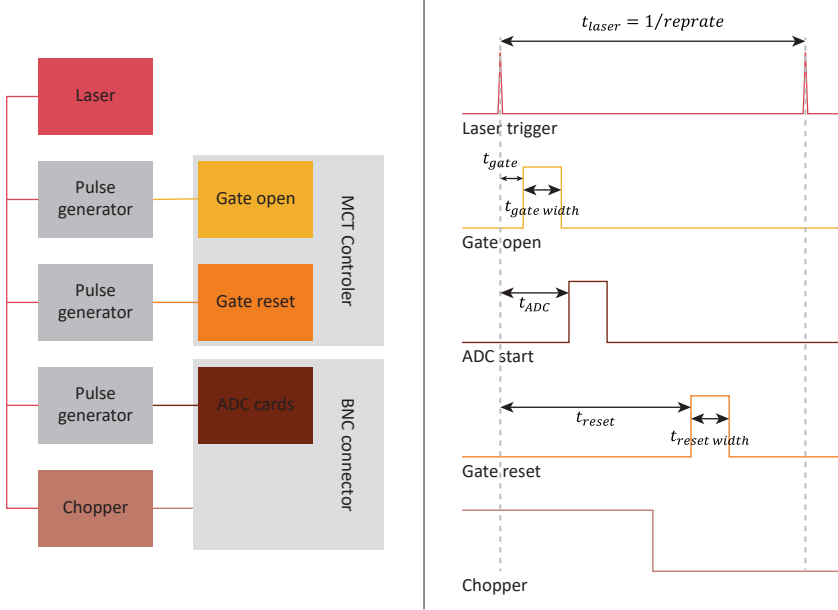 Laser
Pulse
generator
Gate open
Pulse
generator
Gate reset
MCT Controler
Pulse
generator
ADC cards
Chopper
BNC connector
t_laser = 1/reprate
Laser trigger
t_gate
t_gate width
Gate open
t_ADC
ADC start
t_reset
t_reset width
Gate reset
Chopper